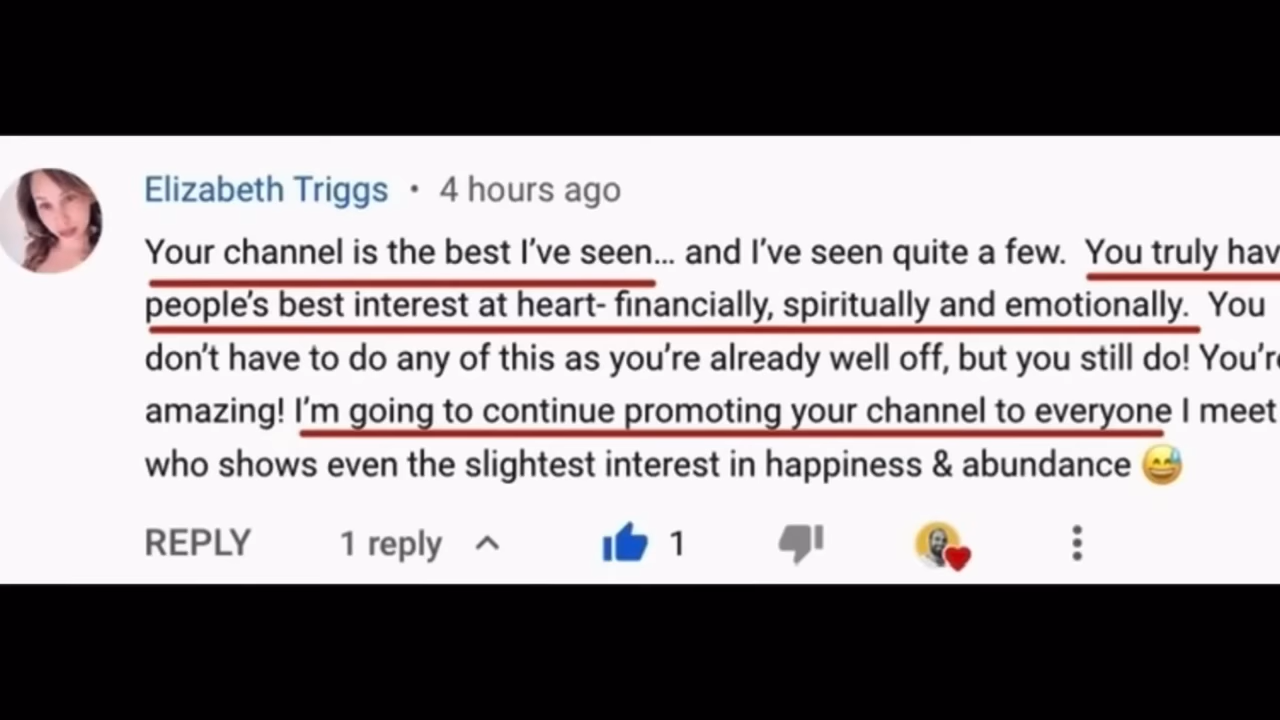 Elizabeth Triggs • 4 hours ago
Your channel is the best I’ve seen… and I’ve seen quite a few. You truly hav
people’s best interest at heart- financially, spiritually and emotionally. You
don’t have to do any of this as you’re already well off, but you still do! You’re
amazing! I’m going to continue promoting your channel to everyone I meet
who shows even the slightest interest in happiness & abundance 😅
REPLY 1 reply 1